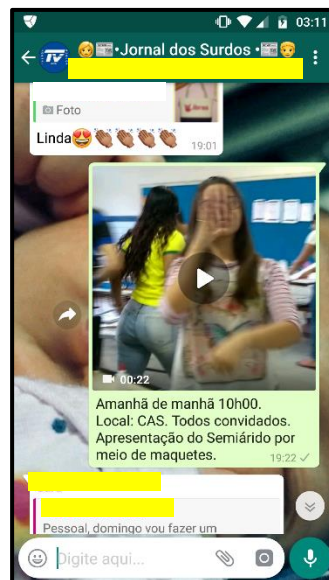 03:11
TV •Jornal dos Surdos •
Foto
Linda
19:01
00:22
Amanhã de manhã 10h00.
Local: CAS. Todos convidados.
Apresentação do Semiárido por
meio de maquetes.
19:22
Pessoal, domingo vou fazer um
Digite aqui...